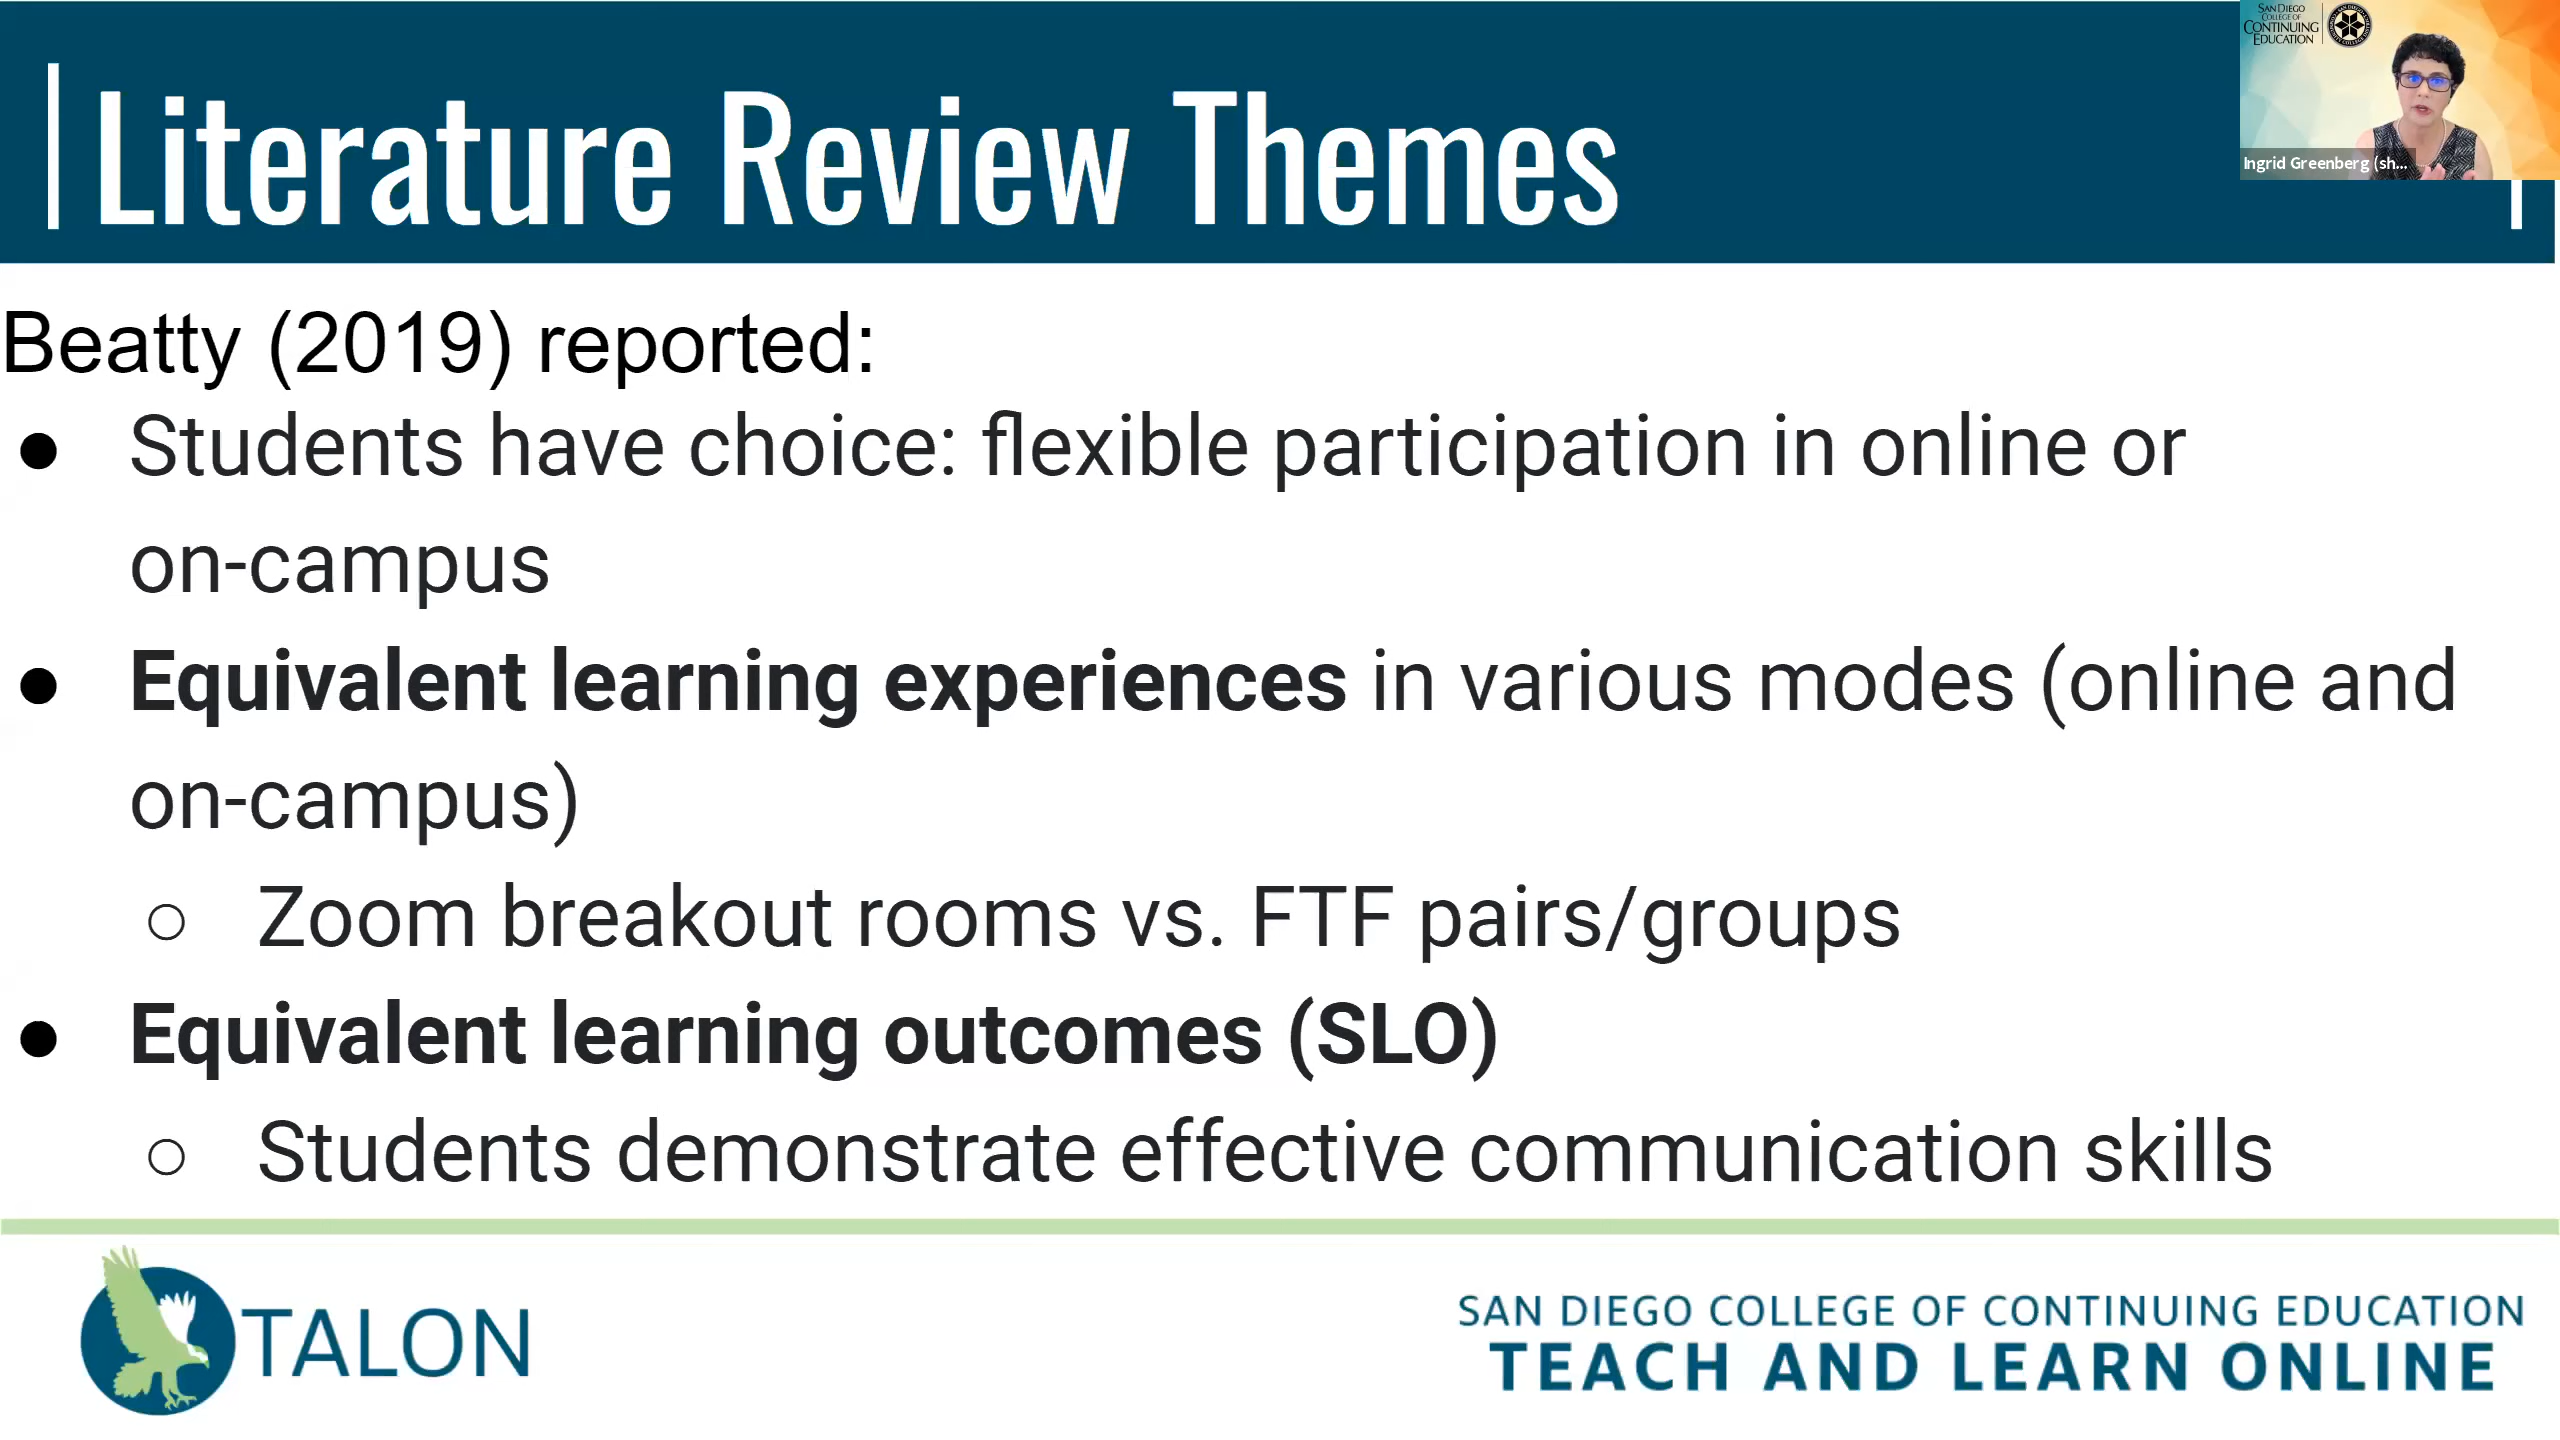 Literature Review Themes
SAN DIEGO
COLLEGE OF
CONTINUING
EDUCATION
Ingrid Greenberg (sh...
Beatty (2019) reported:
● Students have choice: flexible participation in online or
on-campus
● Equivalent learning experiences in various modes (online and
on-campus)
○ Zoom breakout rooms vs. FTF pairs/groups
● Equivalent learning outcomes (SLO)
○ Students demonstrate effective communication skills
TALON
SAN DIEGO COLLEGE OF CONTINUING EDUCATION
TEACH AND LEARN ONLINE